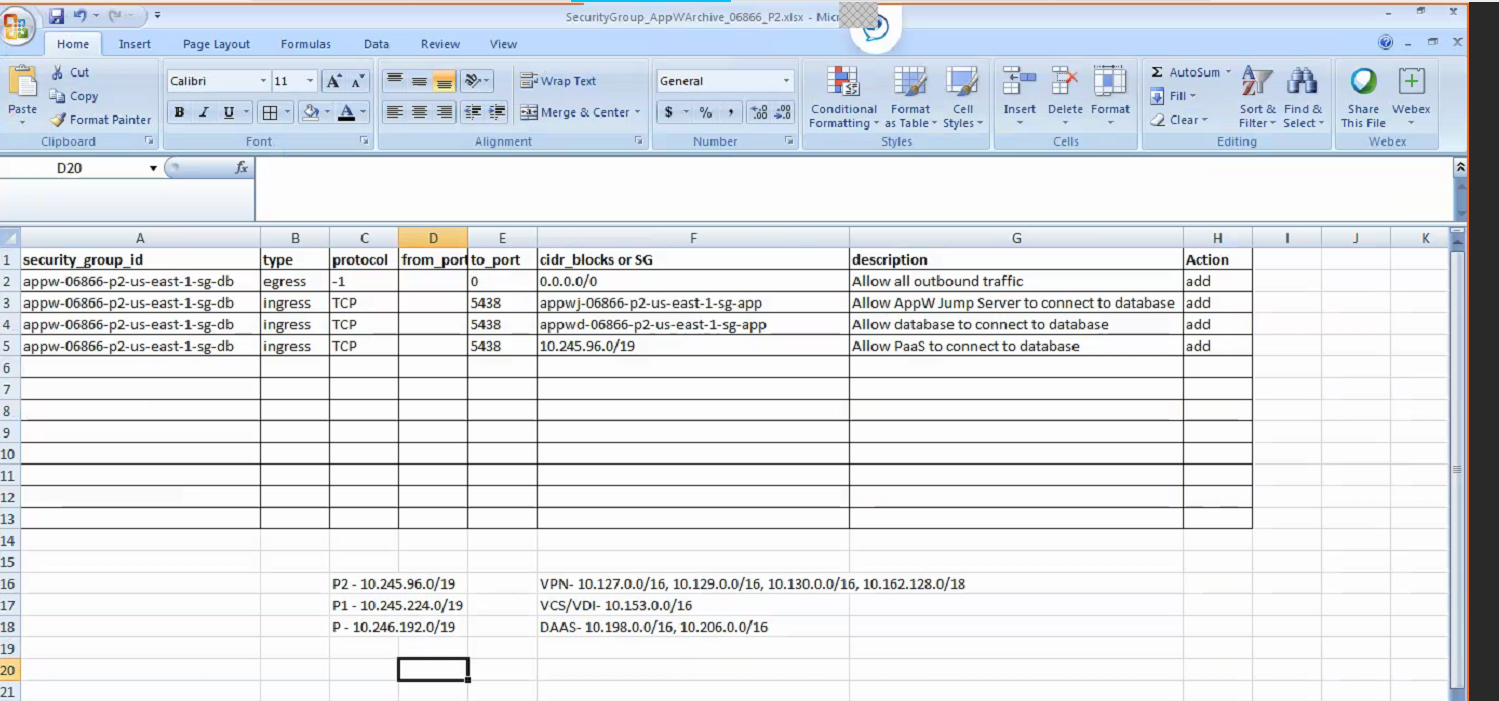 SecurityGroup_AppWArchive_06866_P2.xlsx - Micr
Home Insert Page Layout Formulas Data Review View
Cut
Copy
Format Painter
Paste
Calibri 11
B I U
Wrap Text
Merge & Center
General
$ % ,
Conditional Formatting
Format as Table
Cell Styles
Insert Delete Format
Σ AutoSum
Fill
Clear
Sort & Filter
Find & Select
Share This File
Webex
Clipboard Font Alignment Number Styles Cells Editing Webex
D20 fx
A B C D E F G H I J K
1 security_group_id type protocol from_port to_port cidr_blocks or SG description Action
2 appw-06866-p2-us-east-1-sg-db egress -1 0 0.0.0.0/0 Allow all outbound traffic add
3 appw-06866-p2-us-east-1-sg-db ingress TCP 5438 appwj-06866-p2-us-east-1-sg-app Allow AppW Jump Server to connect to database add
4 appw-06866-p2-us-east-1-sg-db ingress TCP 5438 appwd-06866-p2-us-east-1-sg-app Allow database to connect to database add
5 appw-06866-p2-us-east-1-sg-db ingress TCP 5438 10.245.96.0/19 Allow PaaS to connect to database add
6
7
8
9
10
11
12
13
14
15
16 P2 - 10.245.96.0/19 VPN- 10.127.0.0/16, 10.129.0.0/16, 10.130.0.0/16, 10.162.128.0/18
17 P1 - 10.245.224.0/19 VCS/VDI- 10.153.0.0/16
18 P - 10.246.192.0/19 DAAS- 10.198.0.0/16, 10.206.0.0/16
19
20
21